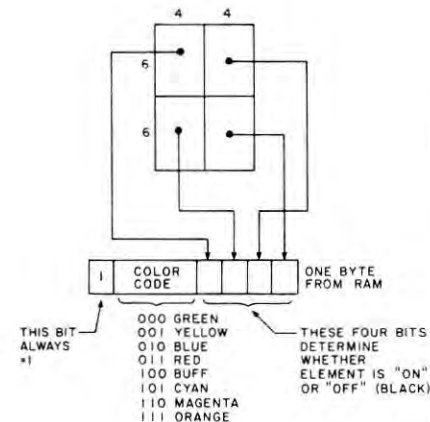 4 4
6
6
1 COLOR CODE
ONE BYTE
FROM RAM
THIS BIT
ALWAYS
=1
000 GREEN
001 YELLOW
010 BLUE
011 RED
100 BUFF
101 CYAN
110 MAGENTA
111 ORANGE
THESE FOUR BITS
DETERMINE
WHETHER
ELEMENT IS "ON"
OR "OFF" (BLACK)